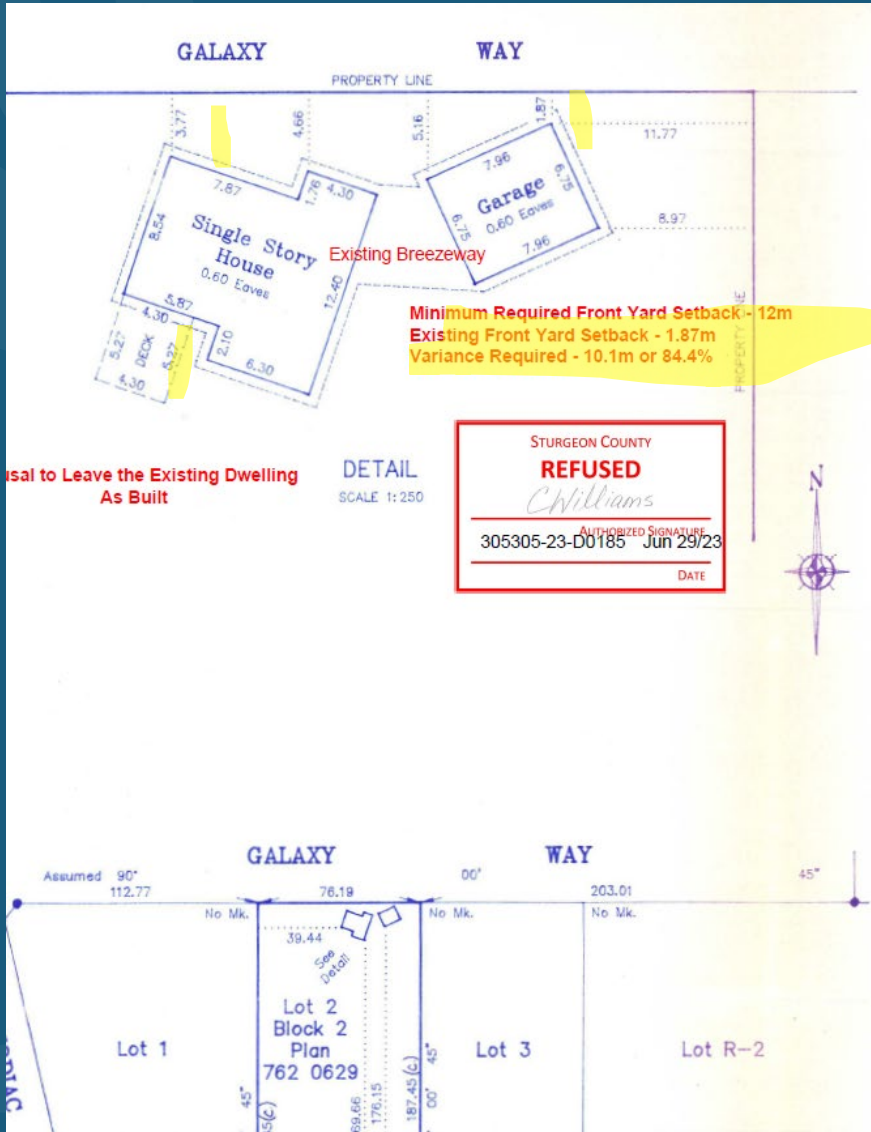 GALAXY WAY
PROPERTY LINE
3.77
4.66
5.16
1.87
11.77
7.87
1.76
4.30
7.96
Garage
0.60 Eaves
6.75
6.75
7.96
8.97
8.54
Single Story
House
0.60 Eaves
Existing Breezeway
12.40
5.87
4.30
2.10
6.30
5.27
DECK
5.27
4.30
PROPERTY LINE
Minimum Required Front Yard Setback - 12m
Existing Front Yard Setback - 1.87m
Variance Required - 10.1m or 84.4%
usal to Leave the Existing Dwelling
As Built
DETAIL
SCALE 1:250
STURGEON COUNTY
REFUSED
CWilliams
AUTHORIZED SIGNATURE
305305-23-D0185 Jun 29/23
DATE
N
GALAXY WAY
Assumed 90°
00'
45"
112.77
76.19
203.01
No Mk.
No Mk.
No Mk.
39.44
See
Detail
Lot 2
Block 2
Plan
762 0629
Lot 1
Lot 3
Lot R-2
45"
5(c)
69.66
176.15
187.45(c)
45"
00'